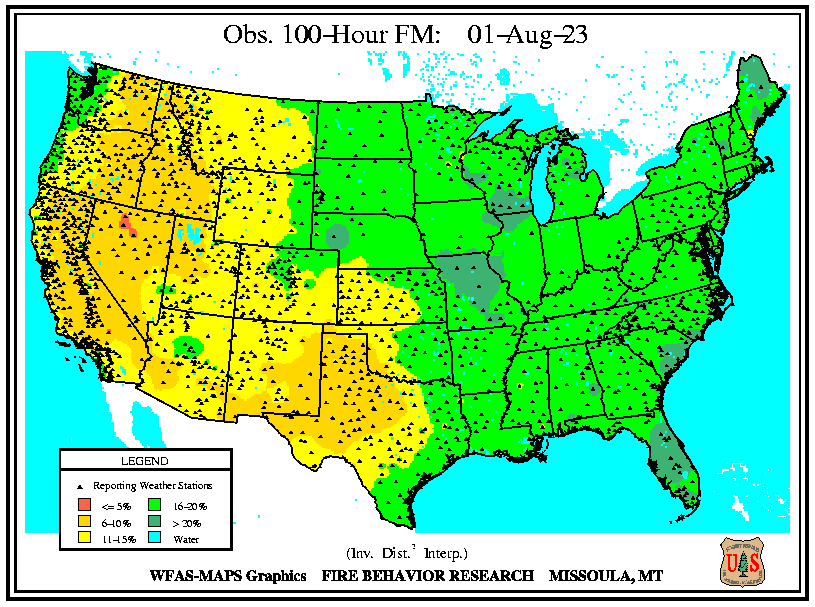 Obs. 100-Hour FM: 01-Aug-23
LEGEND
Reporting Weather Stations
<= 5% 16-20%
6-10% > 20%
11-15% Water
(Inv. Dist.² Interp.)
WFAS-MAPS Graphics FIRE BEHAVIOR RESEARCH MISSOULA, MT
U S